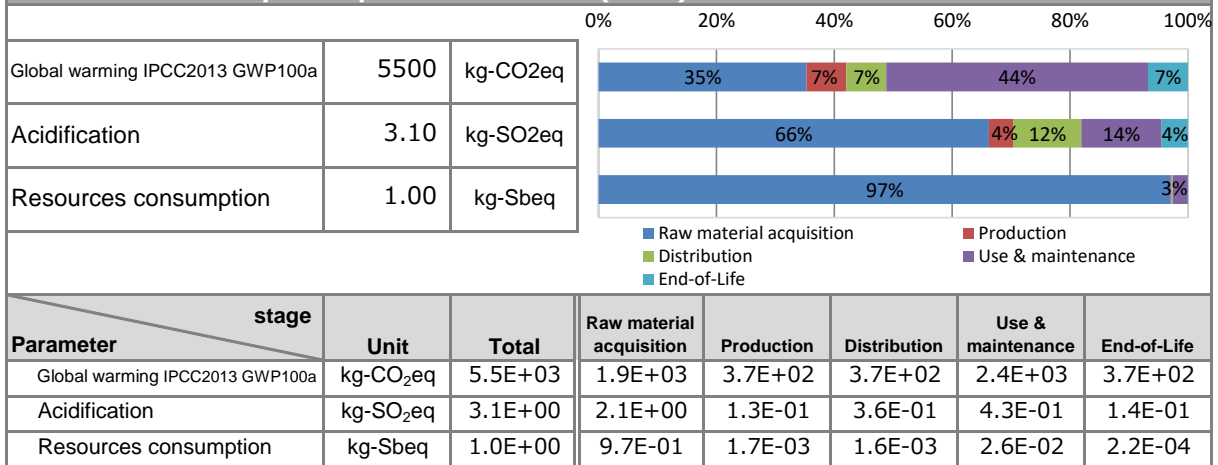 0% 20% 40% 60% 80% 100%
Global warming IPCC2013 GWP100a 5500 kg-CO2eq 35% 7% 7% 44% 7%
Acidification 3.10 kg-SO2eq 66% 4% 12% 14% 4%
Resources consumption 1.00 kg-Sbeq 97% 3%
Raw material acquisition Production
Distribution Use & maintenance
End-of-Life
stage
Parameter Unit Total Raw material acquisition Production Distribution Use & maintenance End-of-Life
Global warming IPCC2013 GWP100a kg-CO₂eq 5.5E+03 1.9E+03 3.7E+02 3.7E+02 2.4E+03 3.7E+02
Acidification kg-SO₂eq 3.1E+00 2.1E+00 1.3E-01 3.6E-01 4.3E-01 1.4E-01
Resources consumption kg-Sbeq 1.0E+00 9.7E-01 1.7E-03 1.6E-03 2.6E-02 2.2E-04